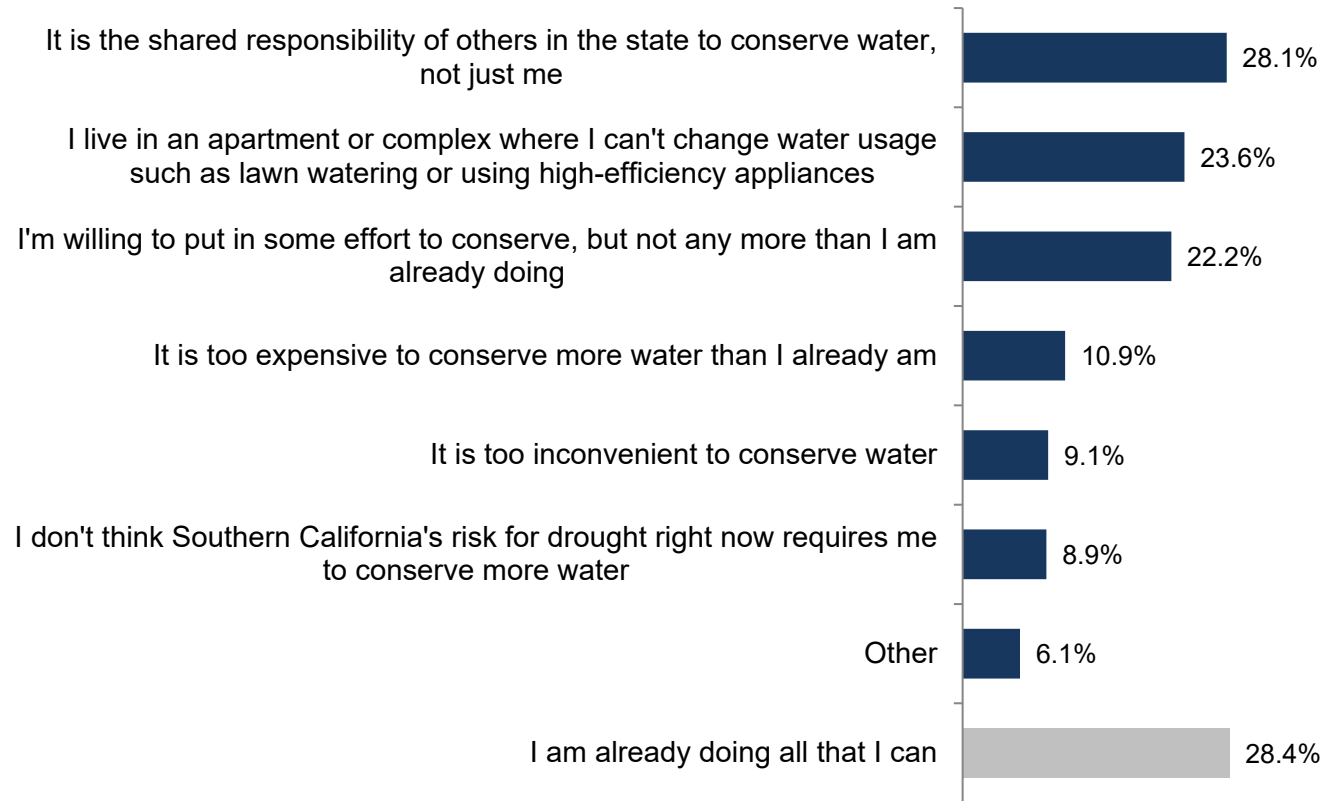 It is the shared responsibility of others in the state to conserve water,
not just me
28.1%
I live in an apartment or complex where I can't change water usage
such as lawn watering or using high-efficiency appliances
23.6%
I'm willing to put in some effort to conserve, but not any more than I am
already doing
22.2%
It is too expensive to conserve more water than I already am
10.9%
It is too inconvenient to conserve water
9.1%
I don't think Southern California's risk for drought right now requires me
to conserve more water
8.9%
Other
6.1%
I am already doing all that I can
28.4%